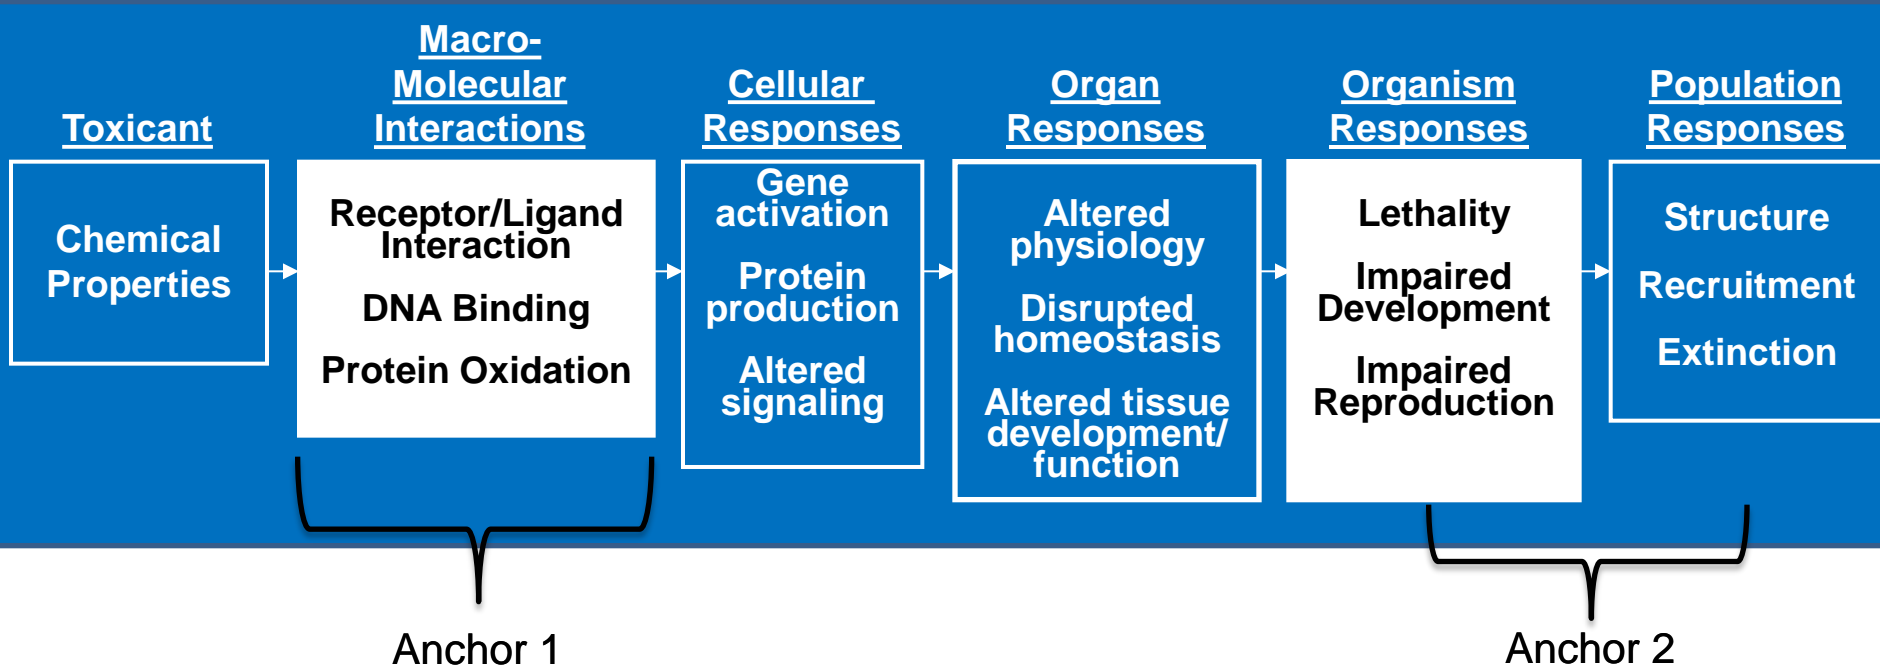 Toxicant
Chemical
Properties
Macro-
Molecular
Interactions
Receptor/Ligand
Interaction
DNA Binding
Protein Oxidation
Cellular
Responses
Gene
activation
Protein
production
Altered
signaling
Organ
Responses
Altered
physiology
Disrupted
homeostasis
Altered tissue
development/
function
Organism
Responses
Lethality
Impaired
Development
Impaired
Reproduction
Population
Responses
Structure
Recruitment
Extinction
Anchor 1
Anchor 2